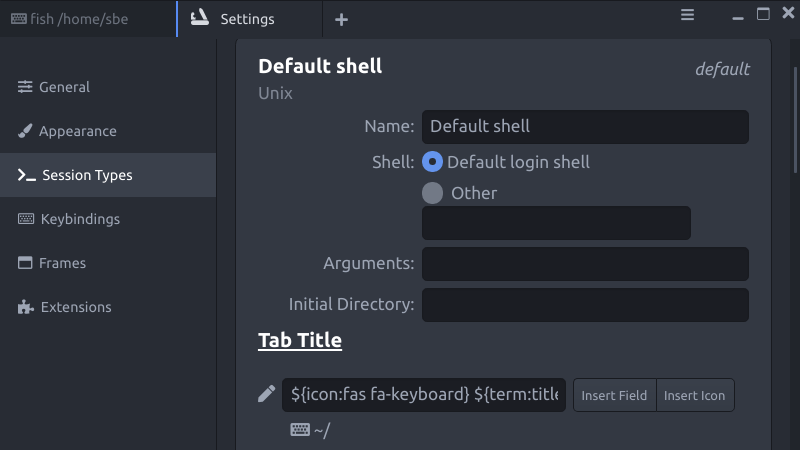 fish /home/sbe
Settings
General
Appearance
Session Types
Keybindings
Frames
Extensions
Default shell
default
Unix
Name: Default shell
Shell: Default login shell
Other
Arguments:
Initial Directory:
Tab Title
${icon:fas fa-keyboard} ${term:title
Insert Field
Insert Icon
~/